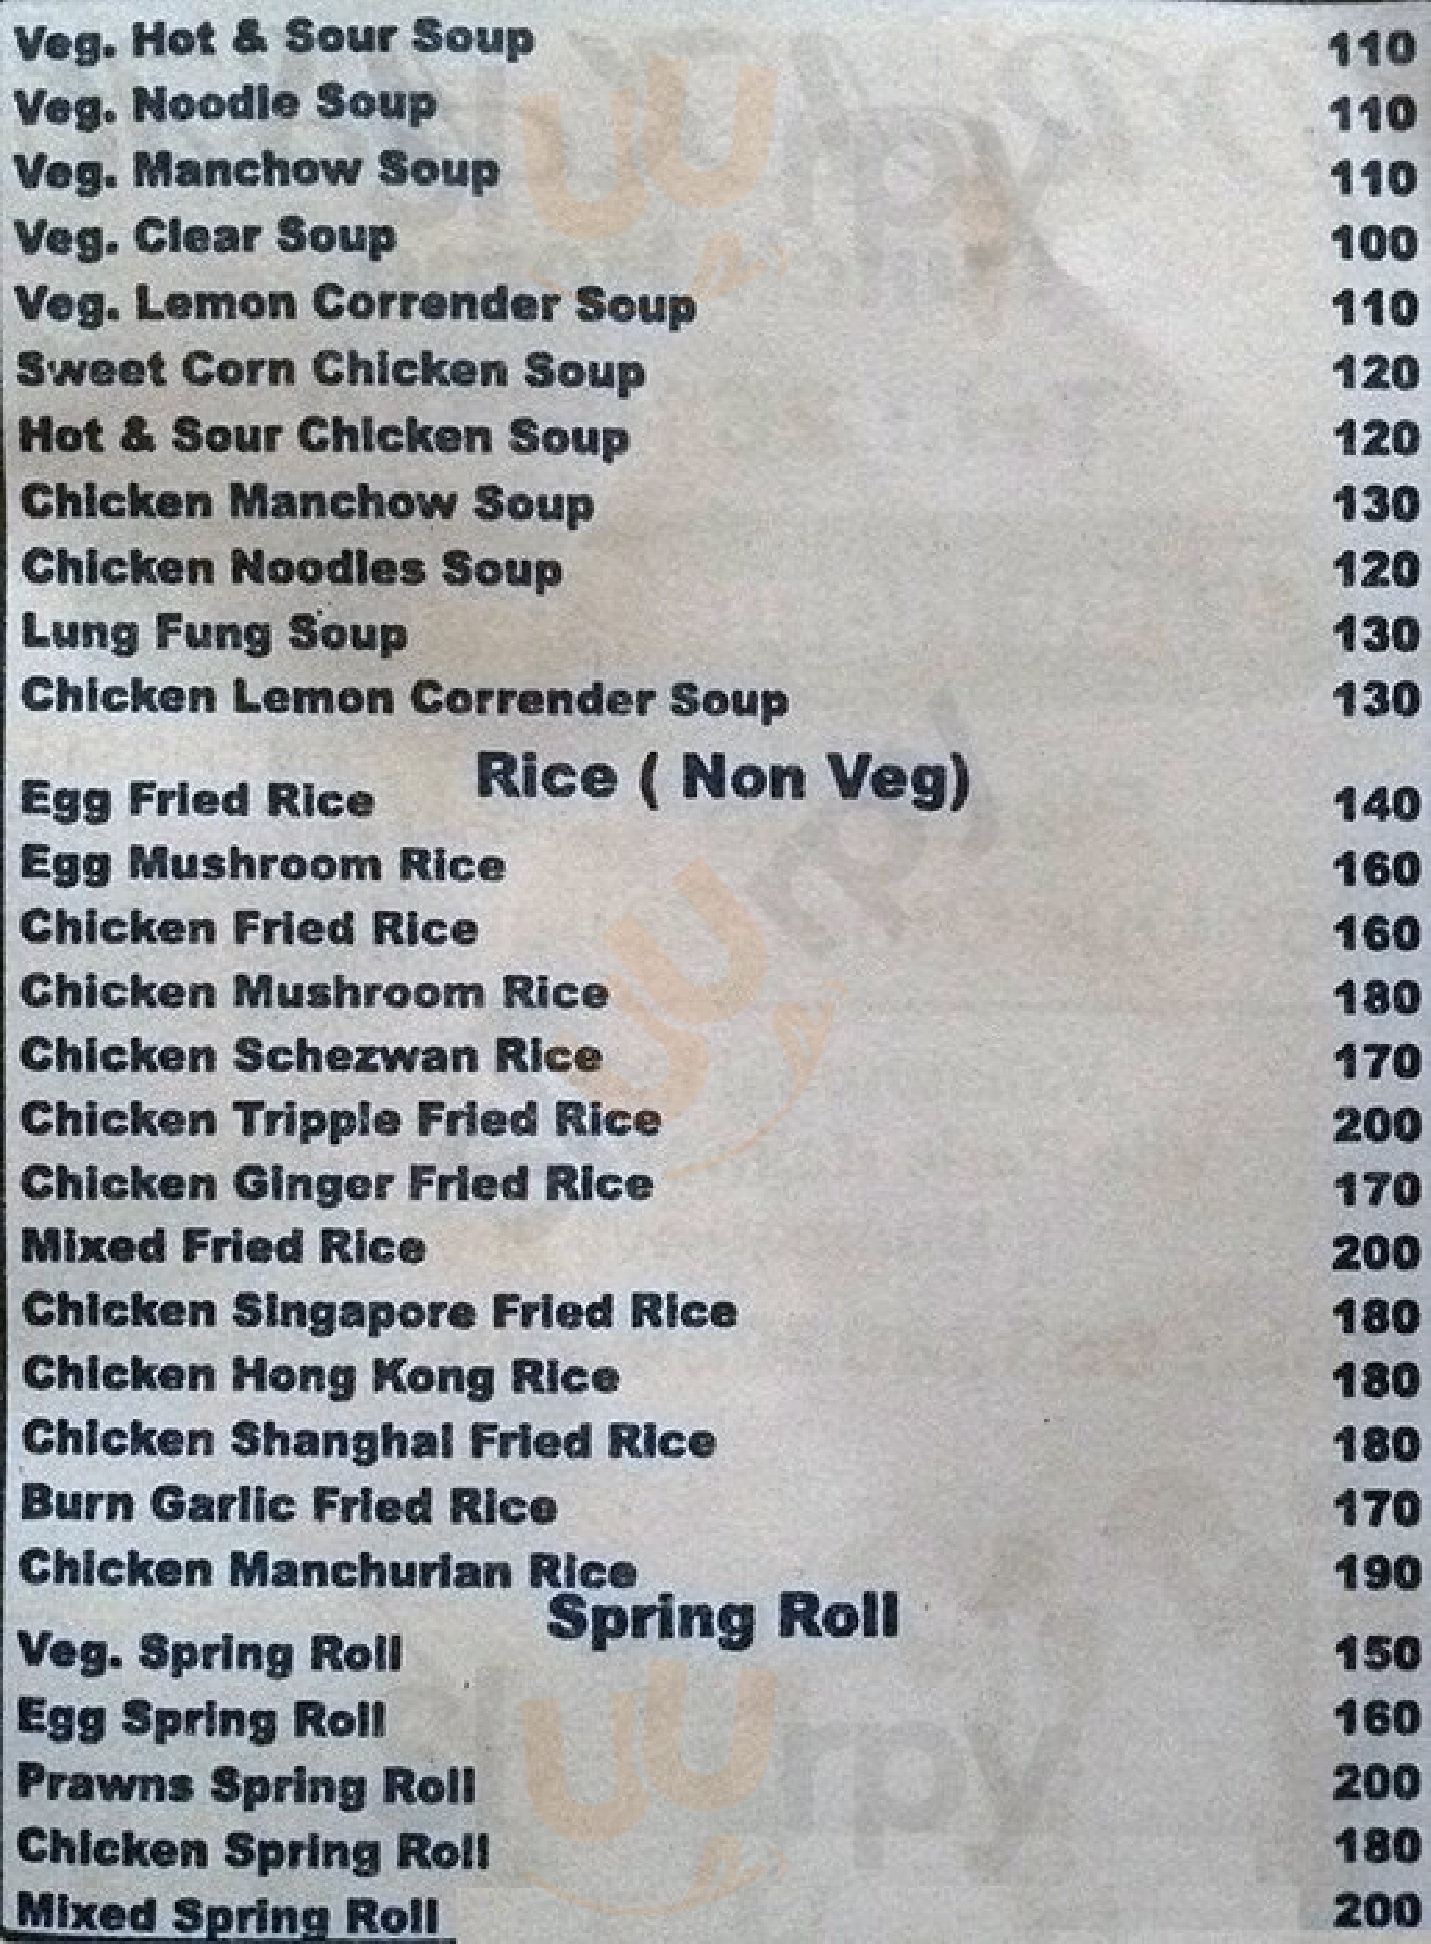 Veg. Hot & Sour Soup 110
Veg. Noodle Soup 110
Veg. Manchow Soup 110
Veg. Clear Soup 100
Veg. Lemon Corrender Soup 110
Sweet Corn Chicken Soup 120
Hot & Sour Chicken Soup 120
Chicken Manchow Soup 130
Chicken Noodles Soup 120
Lung Fung Soup 130
Chicken Lemon Corrender Soup 130
Rice ( Non Veg)
Egg Fried Rice 140
Egg Mushroom Rice 160
Chicken Fried Rice 160
Chicken Mushroom Rice 180
Chicken Schezwan Rice 170
Chicken Tripple Fried Rice 200
Chicken Ginger Fried Rice 170
Mixed Fried Rice 200
Chicken Singapore Fried Rice 180
Chicken Hong Kong Rice 180
Chicken Shanghai Fried Rice 180
Burn Garlic Fried Rice 170
Chicken Manchurian Rice 190
Spring Roll
Veg. Spring Roll 150
Egg Spring Roll 160
Prawns Spring Roll 200
Chicken Spring Roll 180
Mixed Spring Roll 200